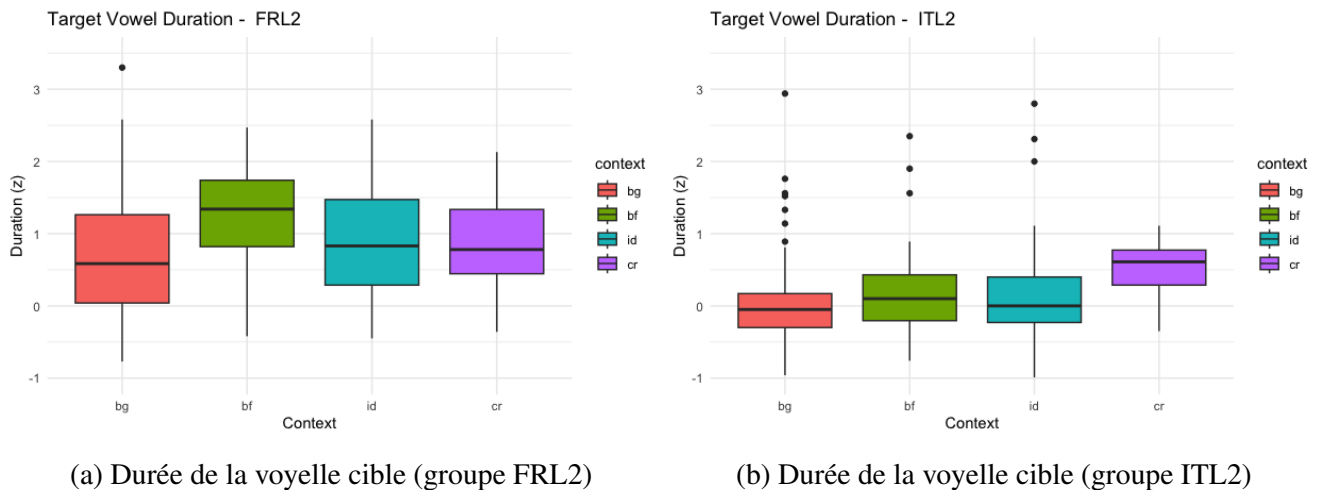 Target Vowel Duration - FRL2
Duration (z)
3
2
1
0
-1
bg
bf
id
cr
Context
context
bg
bf
id
cr
(a) Durée de la voyelle cible (groupe FRL2)
Target Vowel Duration - ITL2
Duration (z)
3
2
1
0
-1
bg
bf
id
cr
Context
context
bg
bf
id
cr
(b) Durée de la voyelle cible (groupe ITL2)